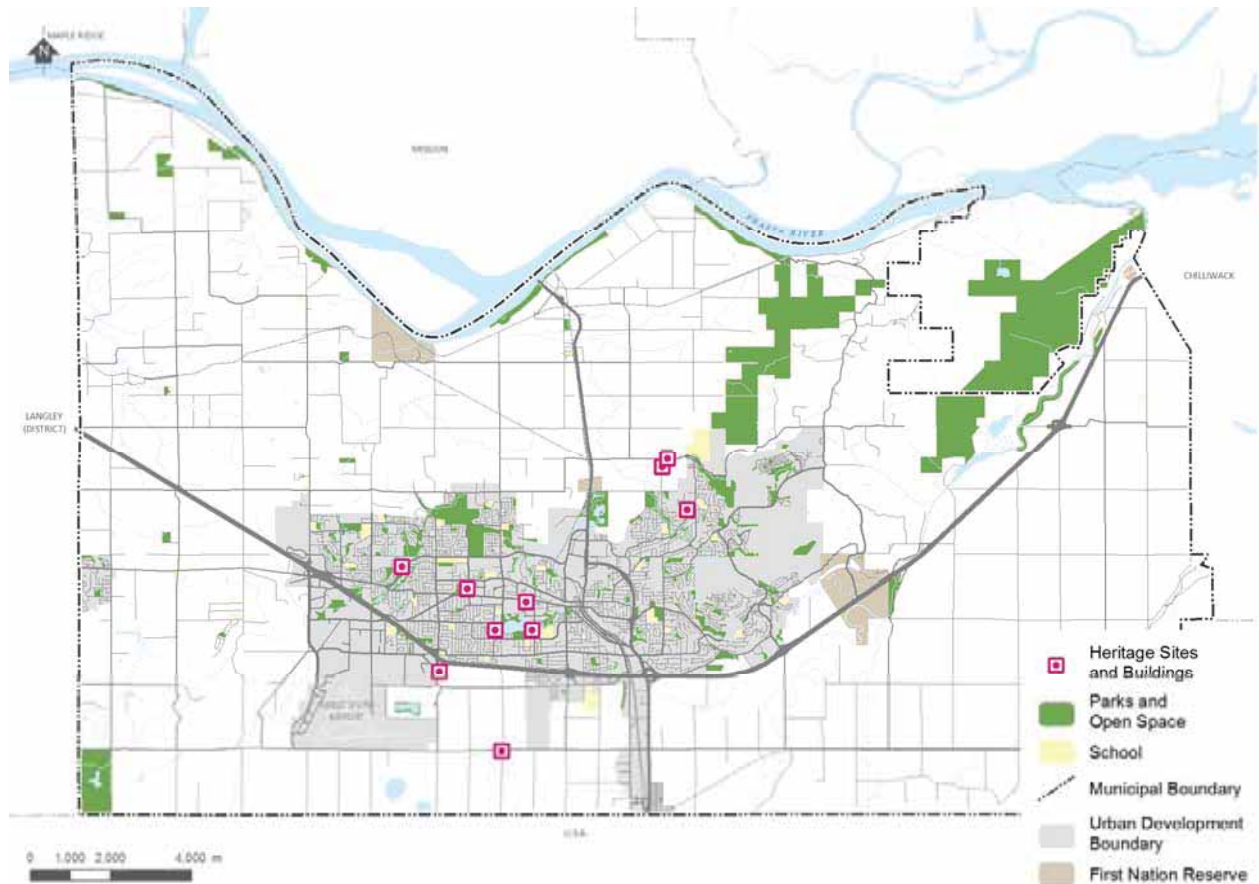 MAPLE RIDGE
N
MISSION
FRASER RIVER
CHILLIWACK
LANGLEY
(DISTRICT)
Heritage Sites
and Buildings
Parks and
Open Space
School
Municipal Boundary
USA
Urban Development
Boundary
0 1.000 2.000 4.000 m
First Nation Reserve